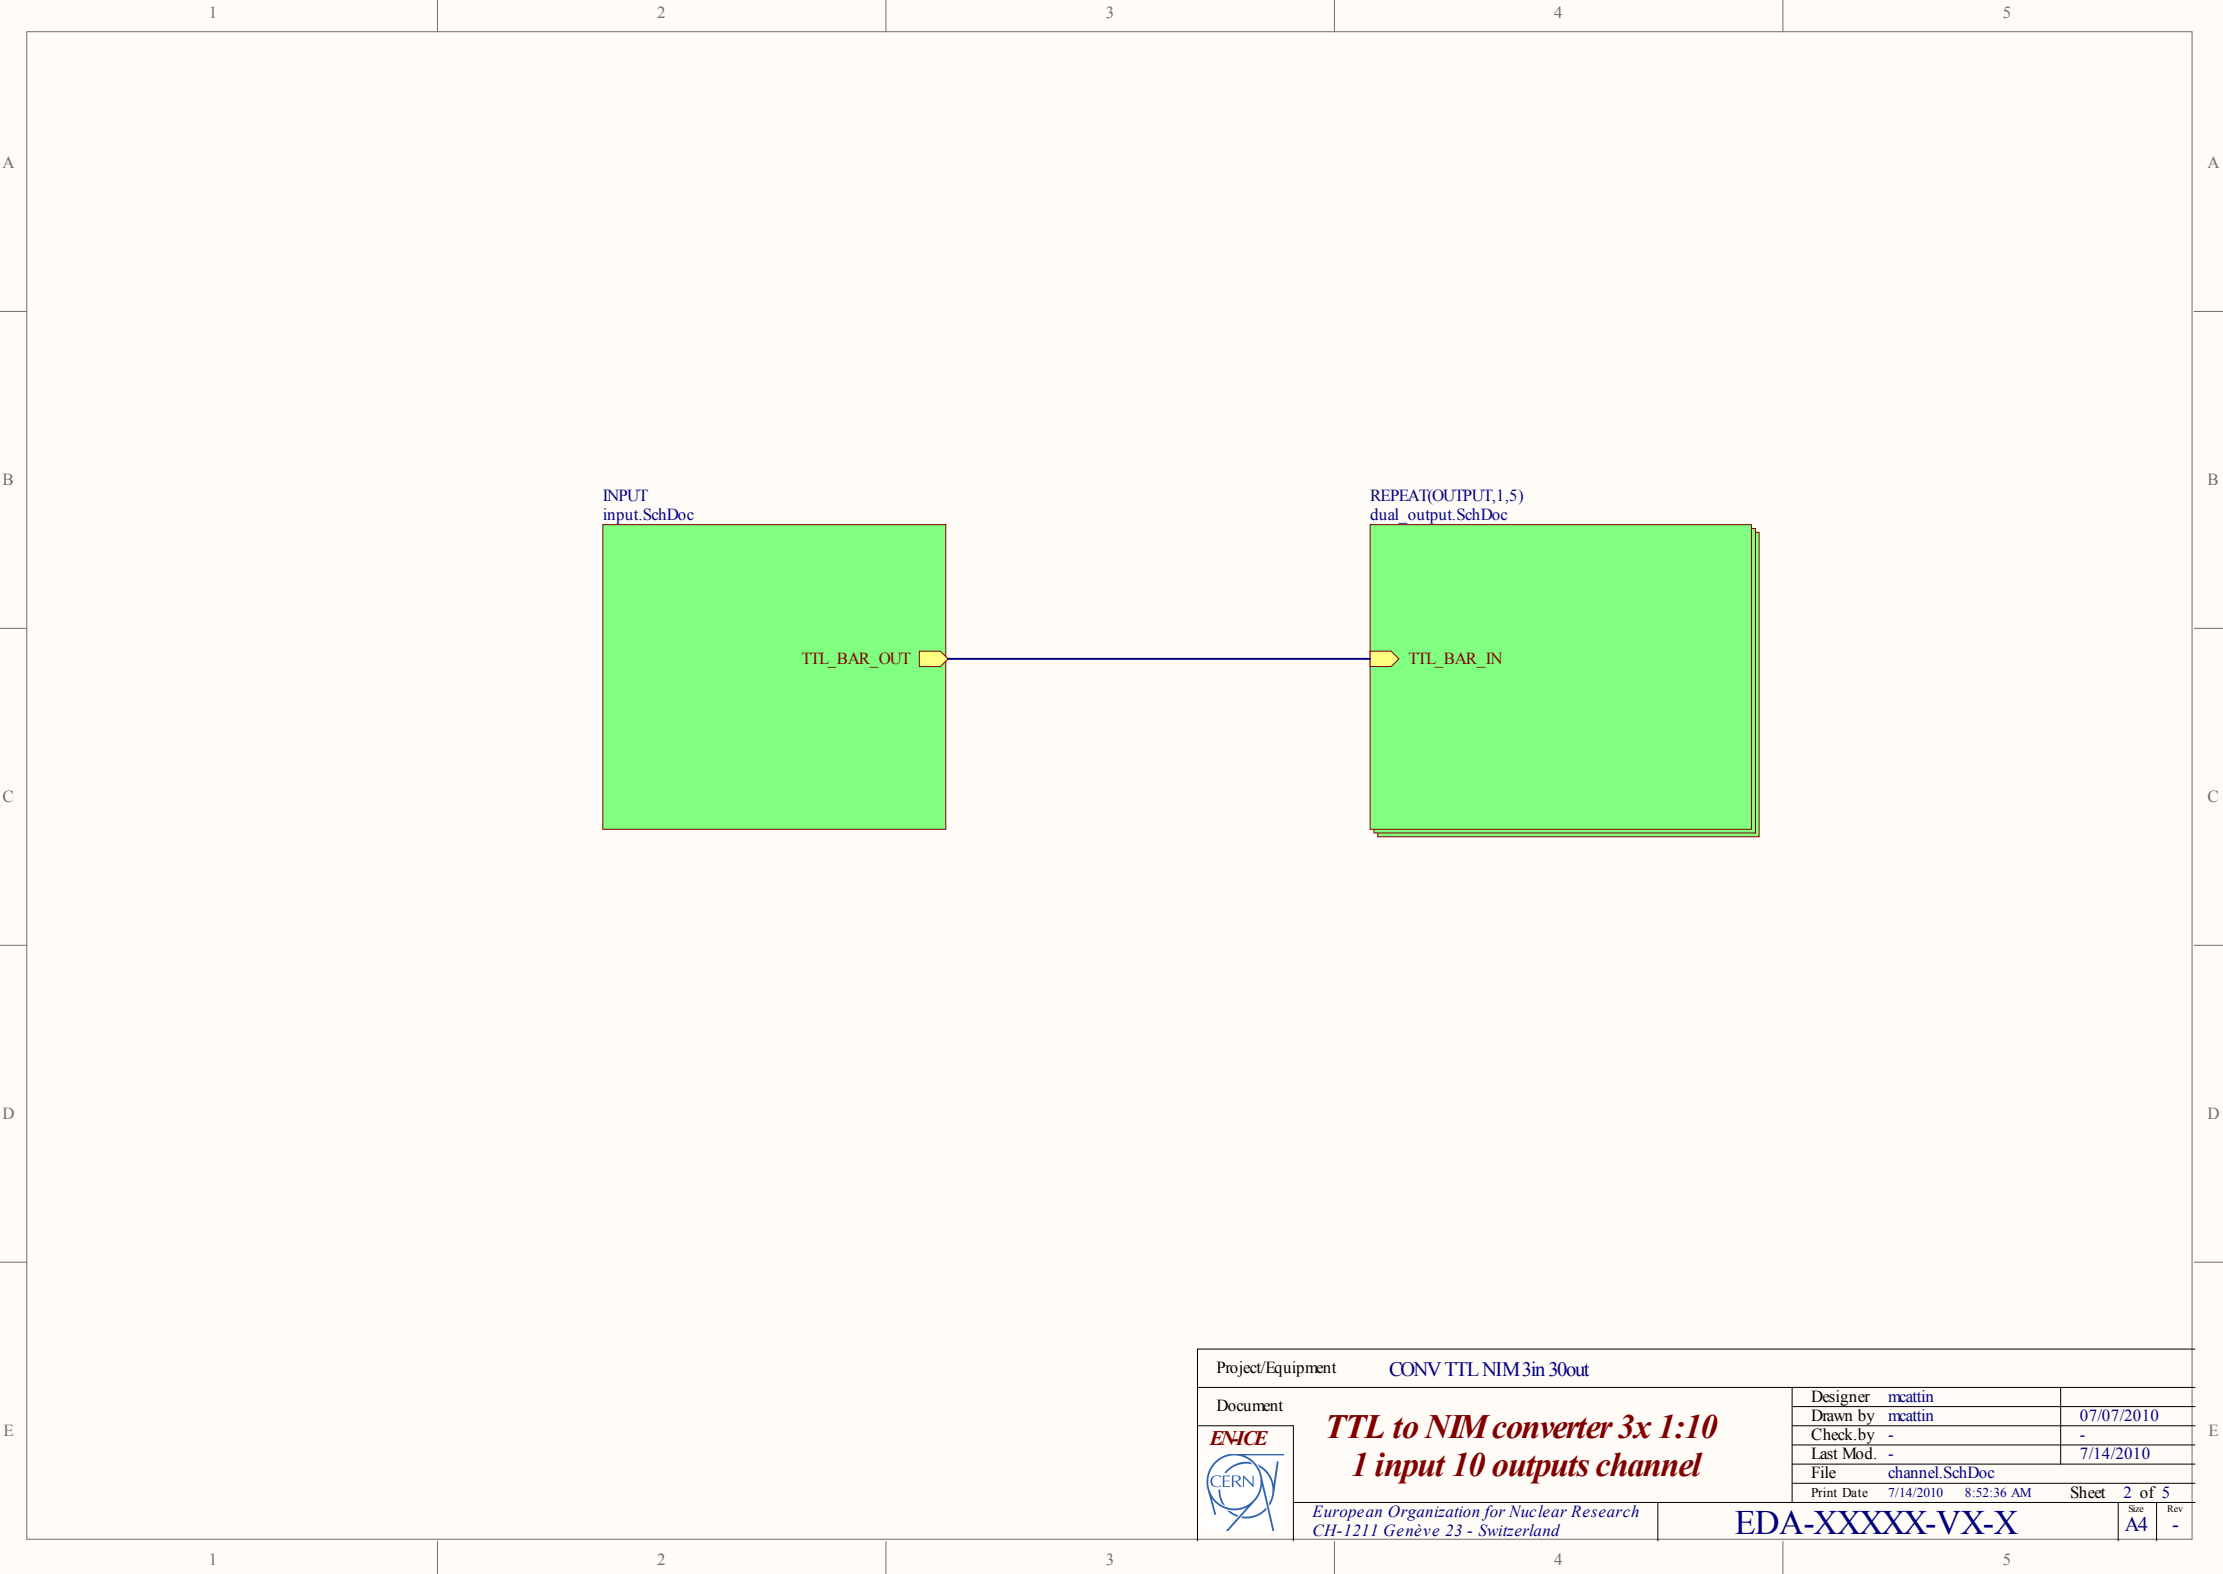 1 2 3 4 5
A A
B B
INPUT
input.SchDoc
REPEAT(OUTPUT,1,5)
dual_output.SchDoc
TTL_BAR_OUT
TTL_BAR_IN
C C
D D
E E
Project/Equipment CONV TTL NIM 3in 30out
Document
TTL to NIM converter 3x 1:10
1 input 10 outputs channel
EN-ICE
CERN
Designer mcattin
Drawn by mcattin 07/07/2010
Check.by - -
Last Mod. - 7/14/2010
File channel.SchDoc
Print Date 7/14/2010 8:52:36 AM Sheet 2 of 5
European Organization for Nuclear Research
CH-1211 Genève 23 - Switzerland
EDA-XXXXX-VX-X
Size
A4
Rev
-
1 2 3 4 5